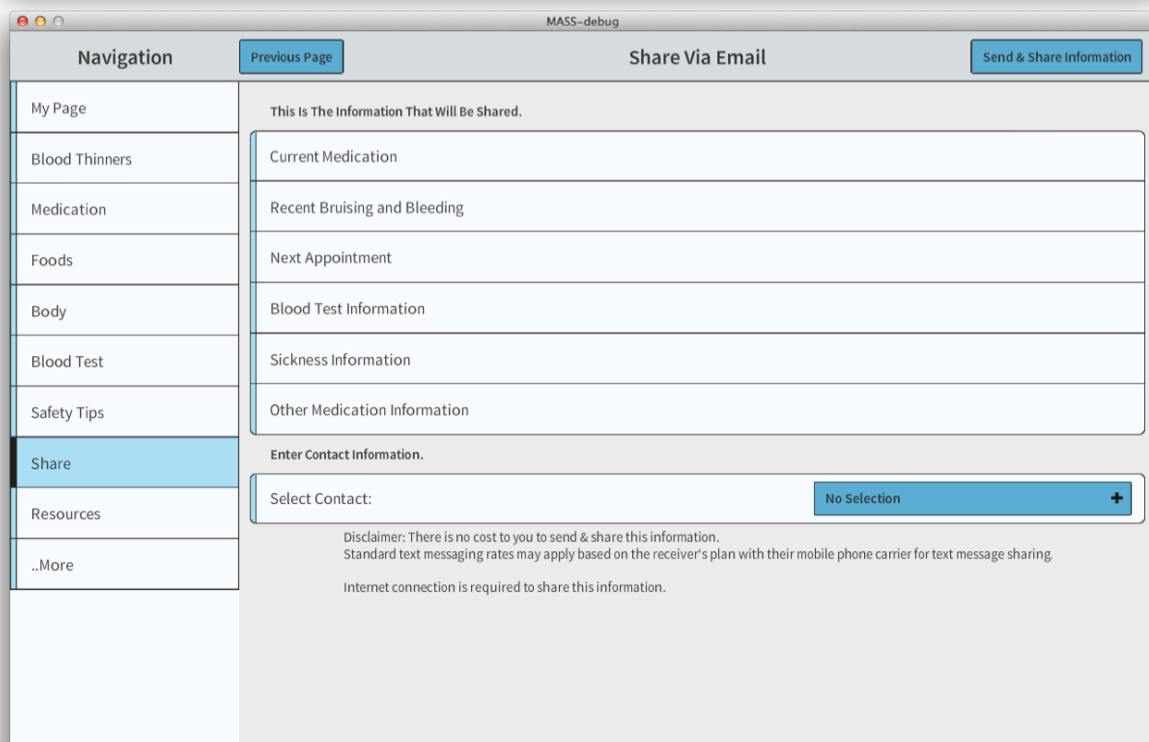 MASS-debug
Navigation
Previous Page
Share Via Email
Send & Share Information
My Page
Blood Thinners
Medication
Foods
Body
Blood Test
Safety Tips
Share
Resources
..More
This Is The Information That Will Be Shared.
Current Medication
Recent Bruising and Bleeding
Next Appointment
Blood Test Information
Sickness Information
Other Medication Information
Enter Contact Information.
Select Contact:
No Selection
Disclaimer: There is no cost to you to send & share this information.
Standard text messaging rates may apply based on the receiver's plan with their mobile phone carrier for text message sharing.
Internet connection is required to share this information.